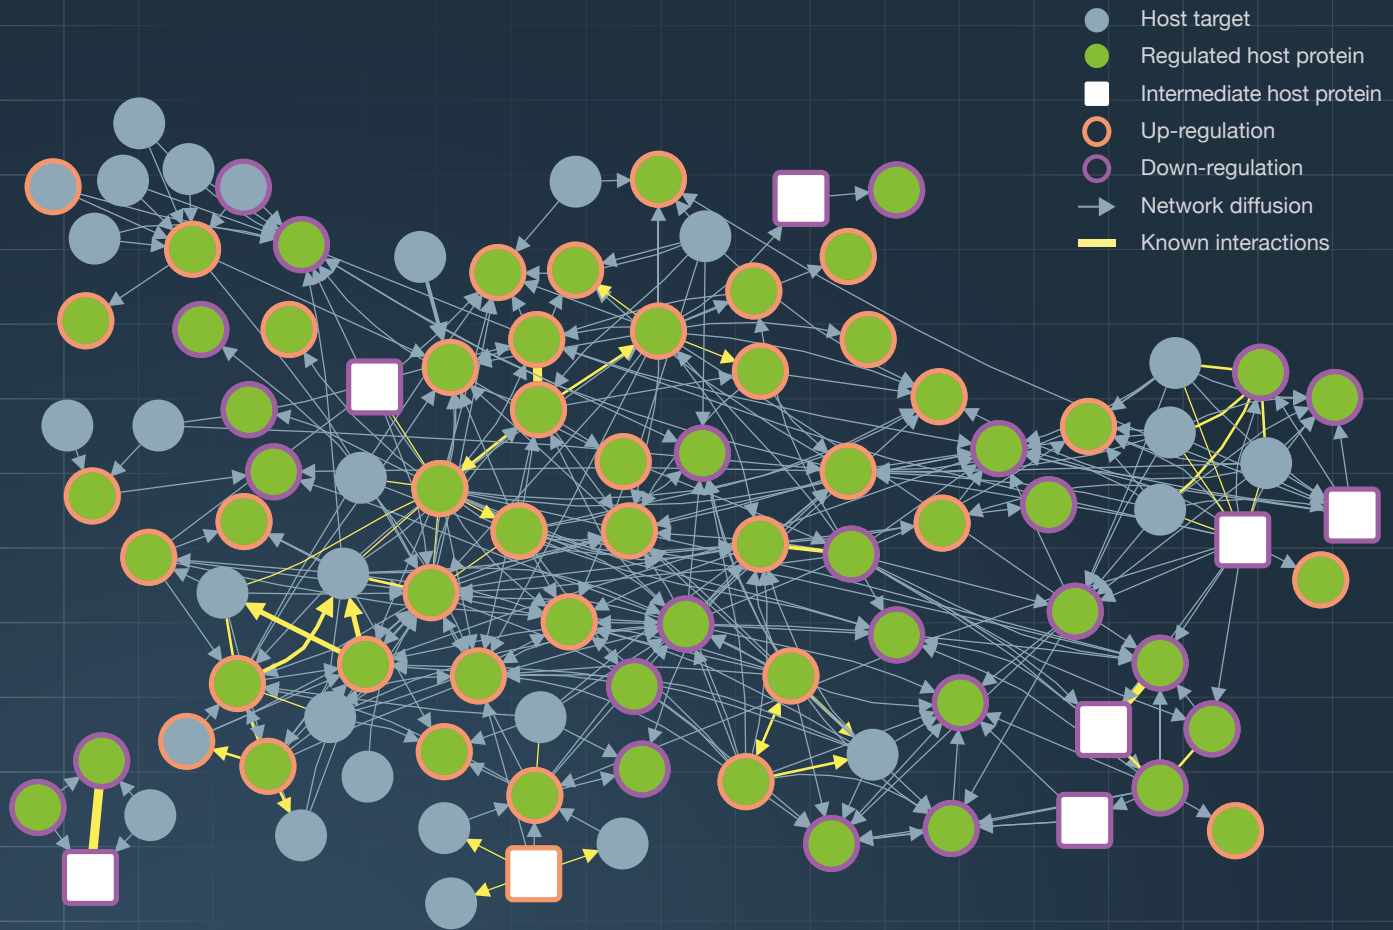 Host target
Regulated host protein
Intermediate host protein
Up-regulation
Down-regulation
Network diffusion
Known interactions